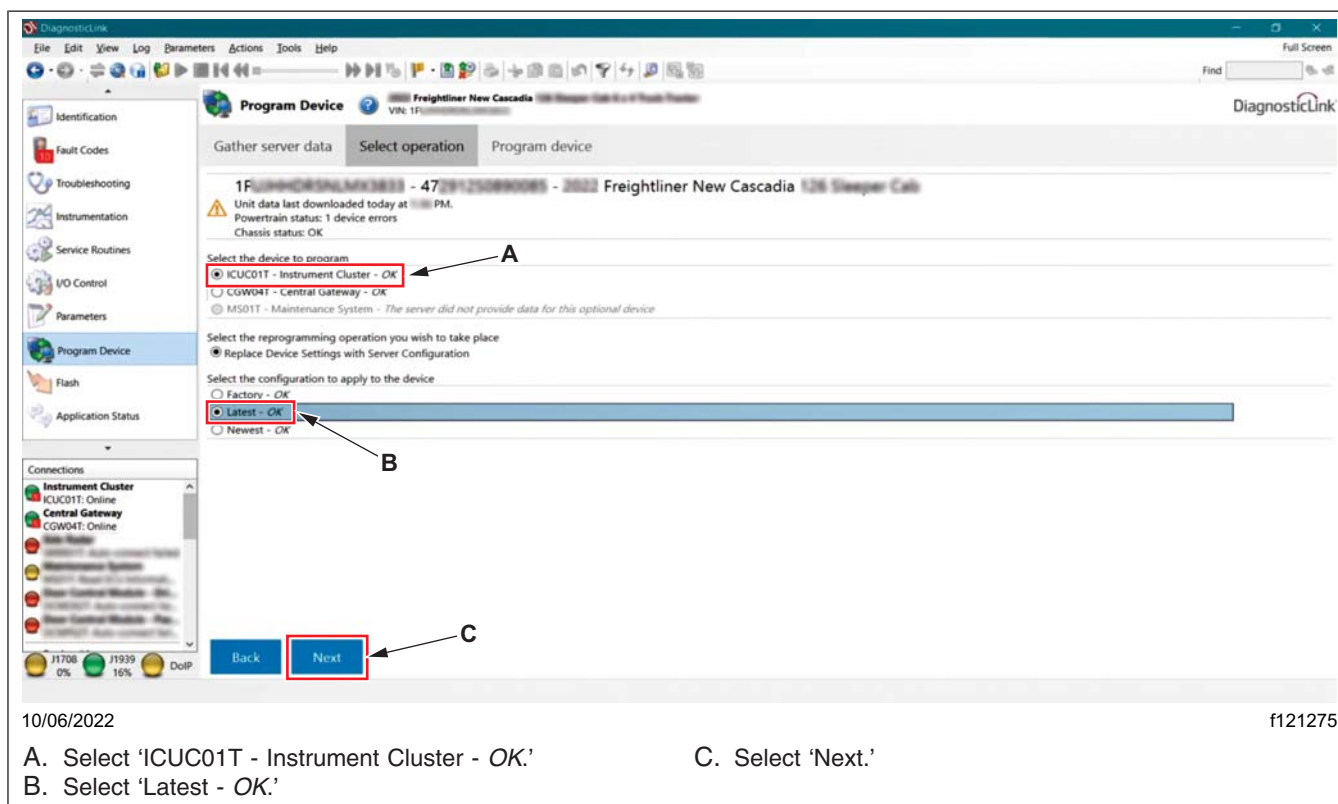 DiagnosticLink
File Edit View Log Parameters Actions Tools Help Full Screen
Find
Identification
Fault Codes
10
Troubleshooting
Instrumentation
Service Routines
I/O Control
Parameters
Program Device
Flash
Application Status
Program Device Freightliner New Cascadia
VIN: 1F
DiagnosticLink
Gather server data Select operation Program device
1F - 47 - 2022 Freightliner New Cascadia 126 Sleeper Cab
Unit data last downloaded today at PM.
Powertrain status: 1 device errors
Chassis status: OK
Select the device to program
A
ICUC01T - Instrument Cluster - OK
CGW04T - Central Gateway - OK
MS01T - Maintenance System - The server did not provide data for this optional device
Select the reprogramming operation you wish to take place
Replace Device Settings with Server Configuration
Select the configuration to apply to the device
Factory - OK
Latest - OK
Newest - OK
B
Connections
Instrument Cluster
ICUC01T: Online
Central Gateway
CGW04T: Online
J1708 0%
J1939 16%
DoIP
Back Next
C
10/06/2022 f121275
A. Select ‘ICUC01T - Instrument Cluster - OK.’
B. Select ‘Latest - OK.’
C. Select ‘Next.’